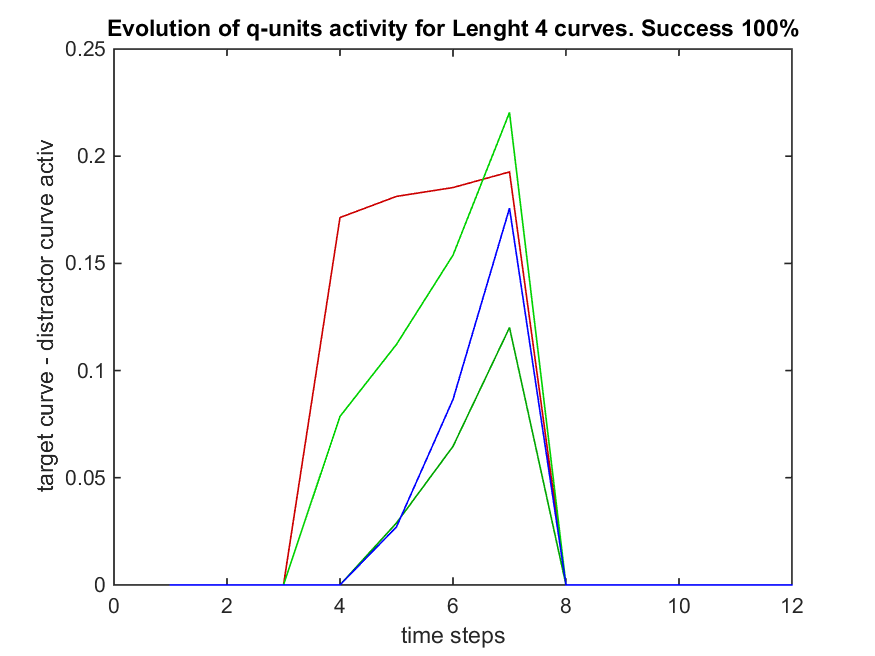 Evolution of q-units activity for Lenght 4 curves. Success 100%
0.25
0.2
0.15
0.1
0.05
0
target curve - distractor curve activ
0 2 4 6 8 10 12
time steps